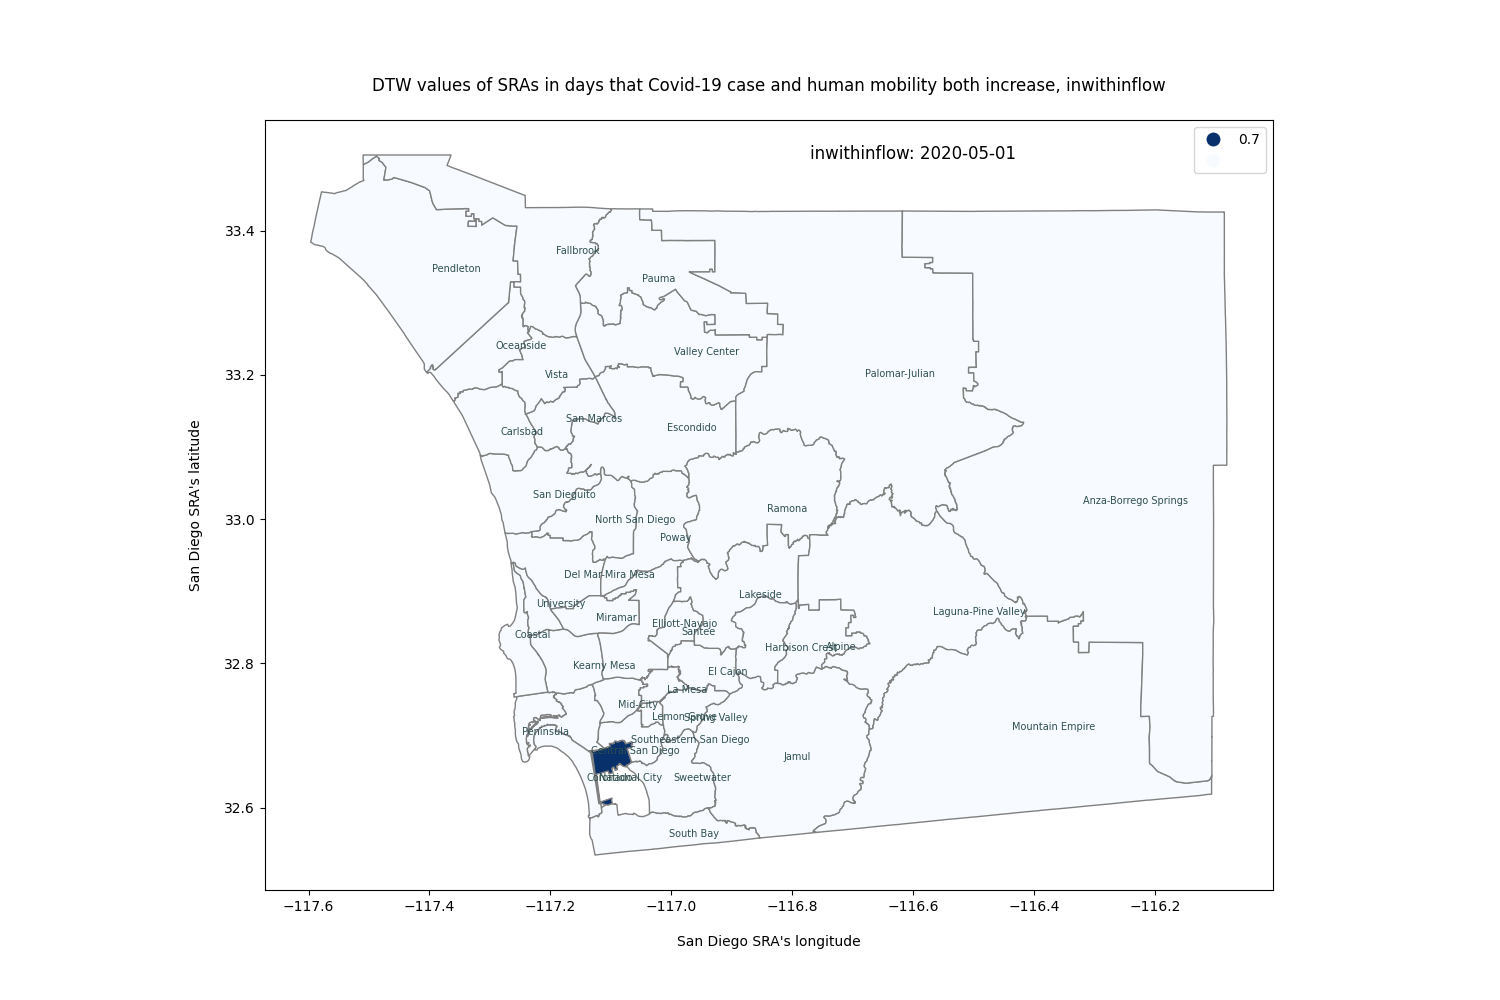 DTW values of SRAs in days that Covid-19 case and human mobility both increase, inwithinflow
inwithinflow: 2020-05-01
0.7
33.4
33.2
33.0
32.8
32.6
San Diego SRA's latitude
Fallbrook
Pendleton
Pauma
Oceanside
Valley Center
Vista
Palomar-Julian
San Marcos
Carlsbad
Escondido
San Dieguito
Anza-Borrego Springs
Ramona
North San Diego
Poway
Del Mar-Mira Mesa
Lakeside
University
Miramar
Laguna-Pine Valley
Elliott-Navajo
Santee
Coastal
Harbison Crest
Alpine
Kearny Mesa
El Cajon
La Mesa
Mid-City
Lemon Grove
Spring Valley
Mountain Empire
Peninsula
Southeastern San Diego
Central San Diego
Jamul
Coronado
National City
Sweetwater
South Bay
−117.6
−117.4
−117.2
−117.0
−116.8
−116.6
−116.4
−116.2
San Diego SRA's longitude